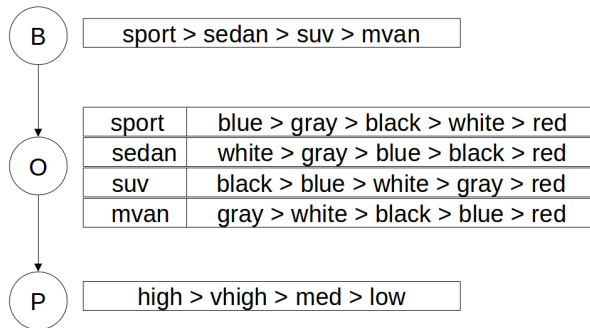 B sport > sedan > suv > mvan
sport blue > gray > black > white > red
O sedan white > gray > blue > black > red
suv black > blue > white > gray > red
mvan gray > white > black > blue > red
P high > vhigh > med > low